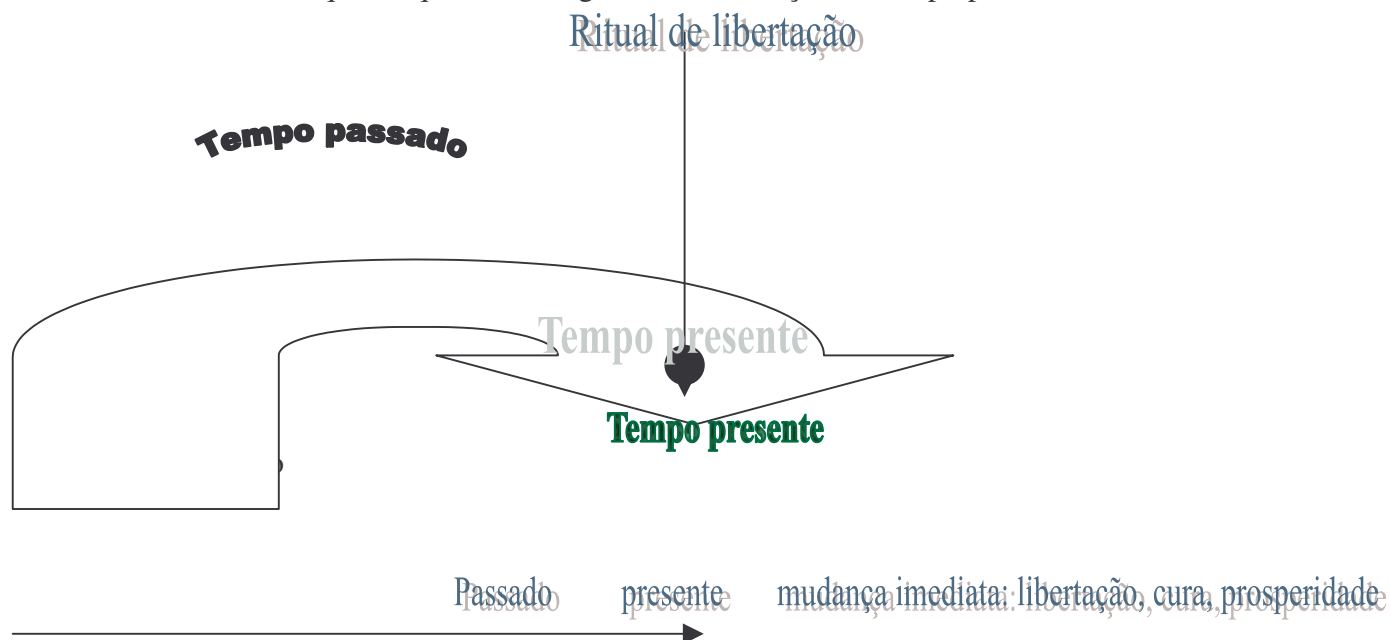 Ritual de libertação
Tempo passado
Tempo presente
Tempo presente
Passado presente mudança imediata: libertação, cura, prosperidade